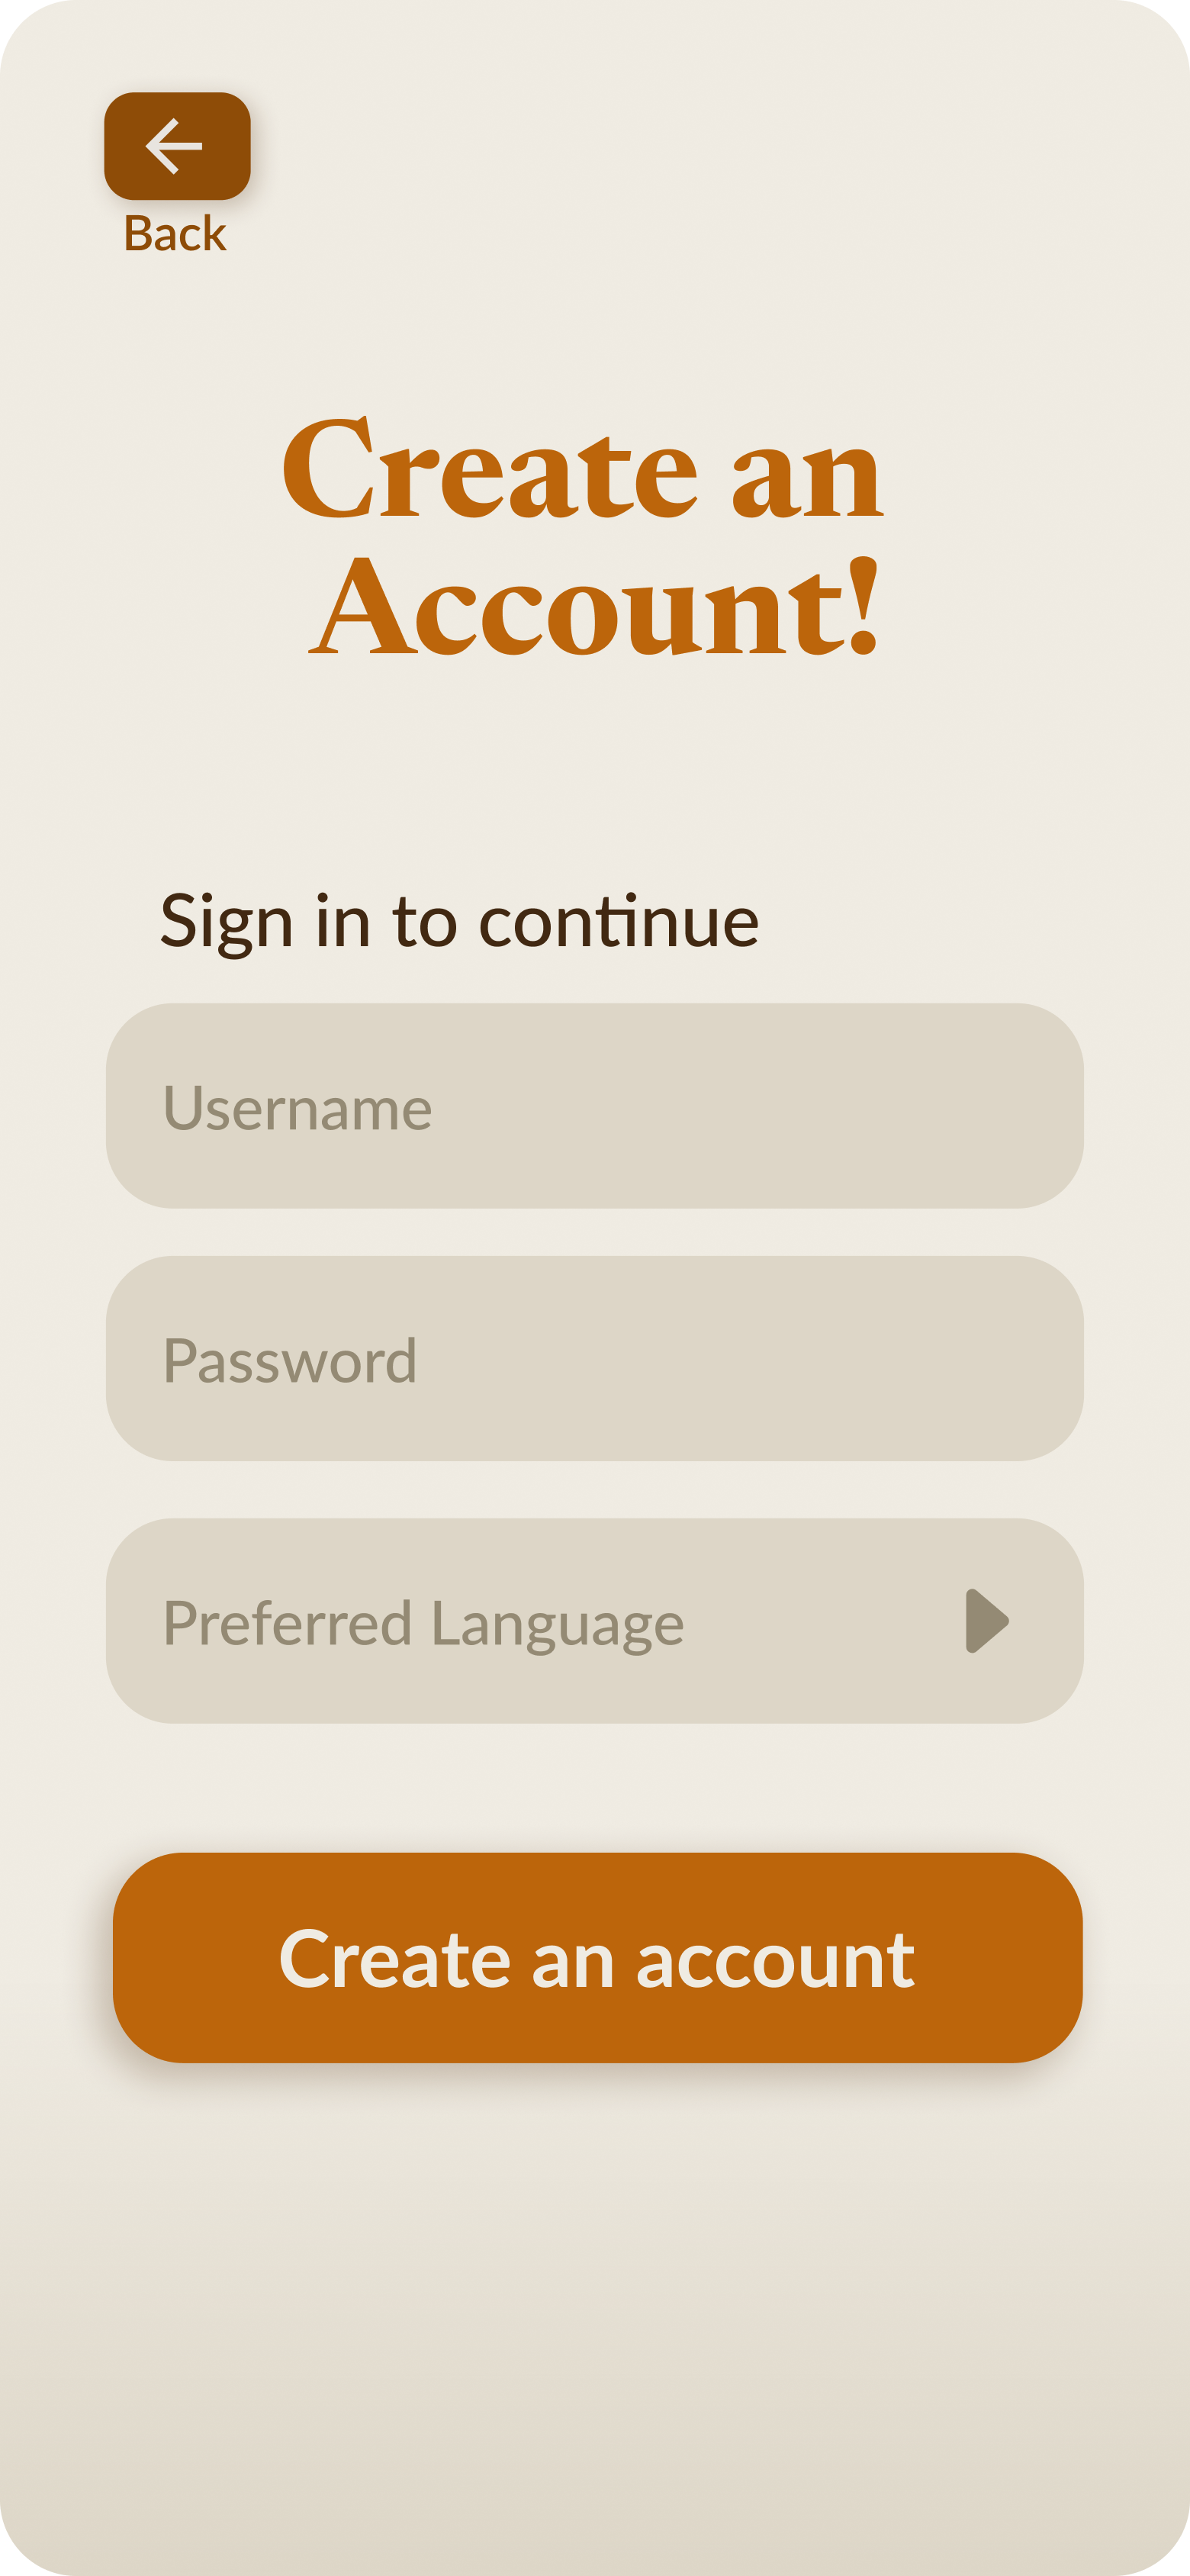 Back
Create an
Account!
Sign in to continue
Username
Password
Preferred Language
Create an account